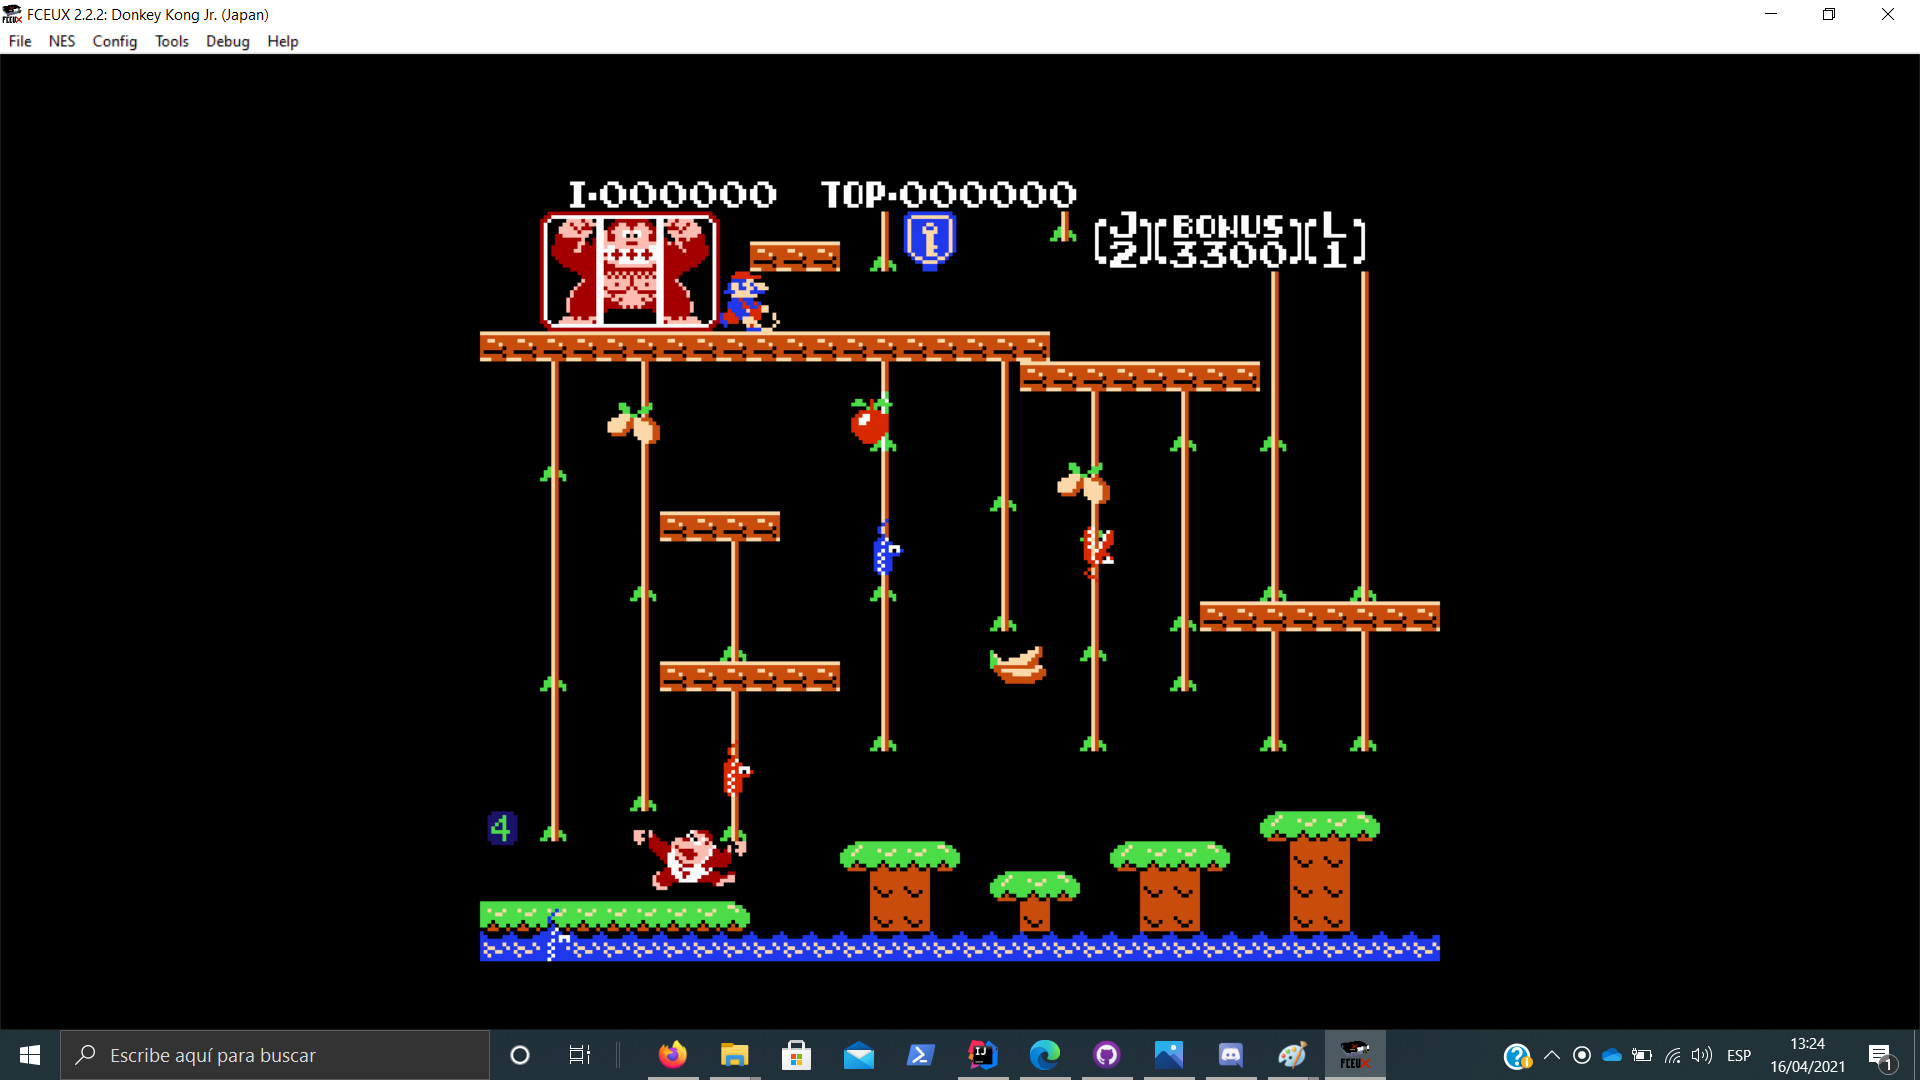 FCEUX 2.2.2: Donkey Kong Jr. (Japan)
File NES Config Tools Debug Help
I-000000 TOP-000000
J BONUS L
2 3300 1
4
Escribe aquí para buscar
ESP
13:24
16/04/2021
1